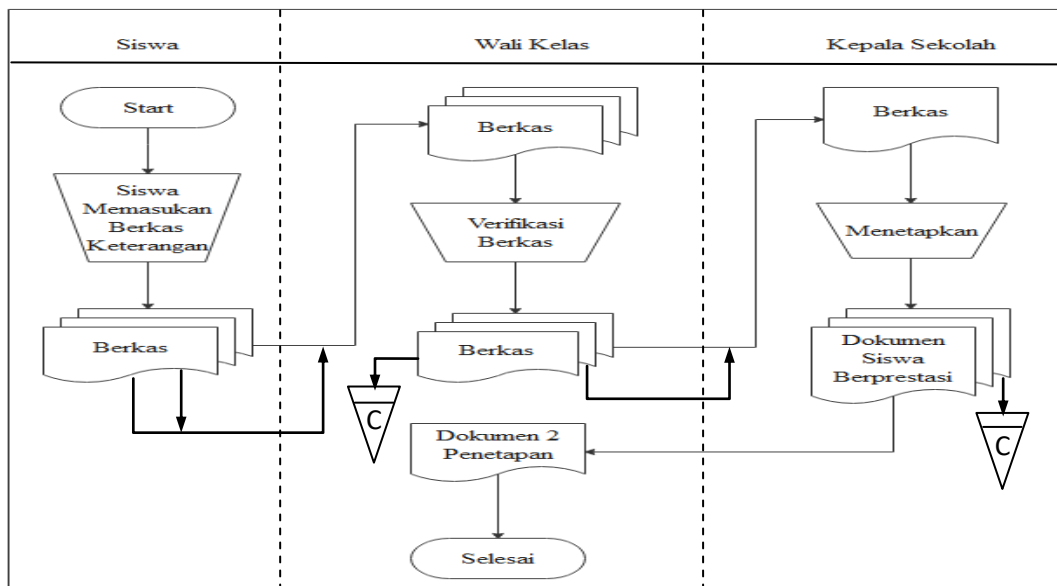 Siswa
Wali Kelas
Kepala Sekolah
Start
Siswa
Memasukan
Berkas
Keterangan
Berkas
Berkas
Verifikasi
Berkas
Berkas
C
Dokumen 2
Penetapan
Selesai
Berkas
Menetapkan
Dokumen
Siswa
Berprestasi
C